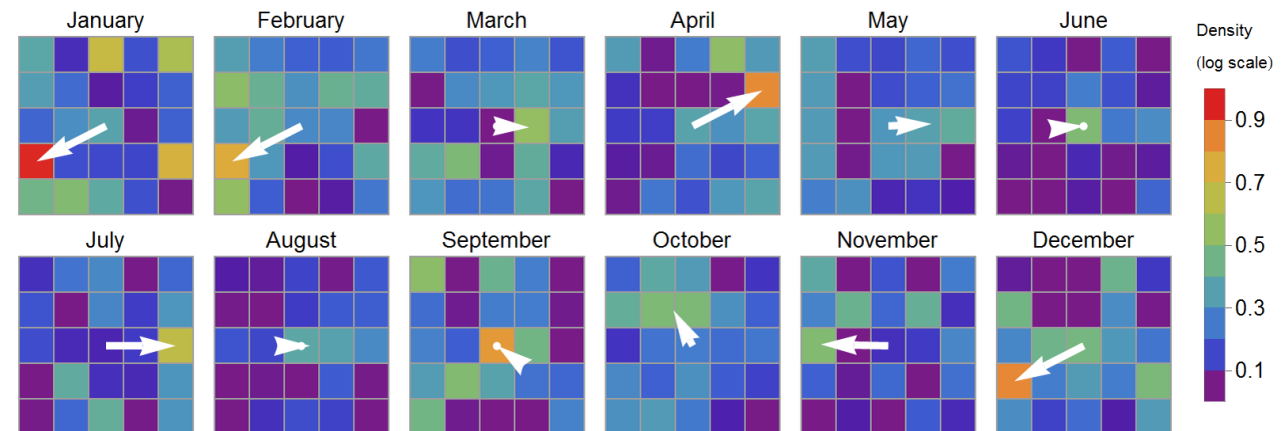 January
February
March
April
May
June
Density
(log scale)
0.9
0.7
0.5
0.3
0.1
July
August
September
October
November
December